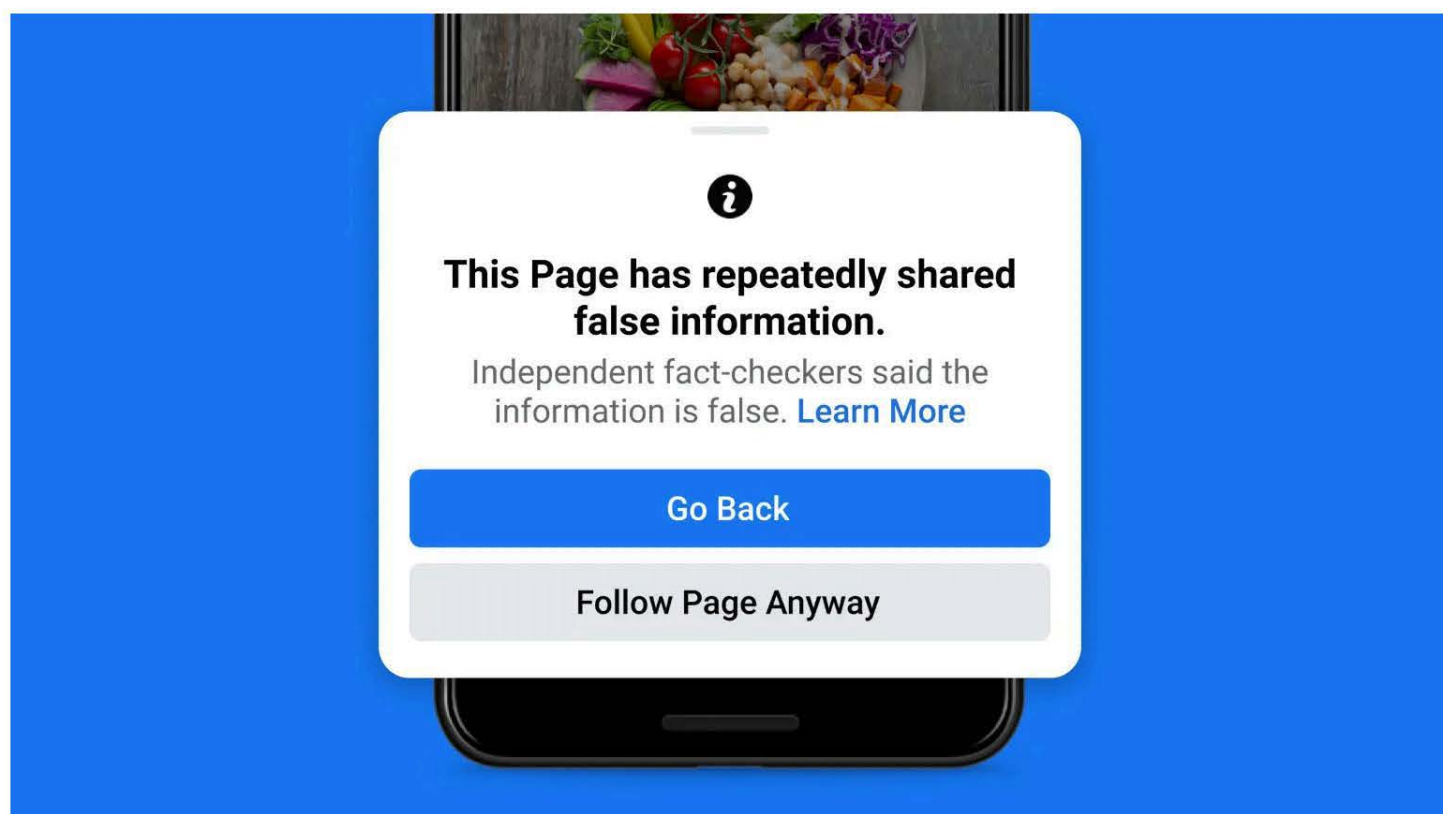 This Page has repeatedly shared
false information.
Independent fact-checkers said the
information is false. Learn More
Go Back
Follow Page Anyway